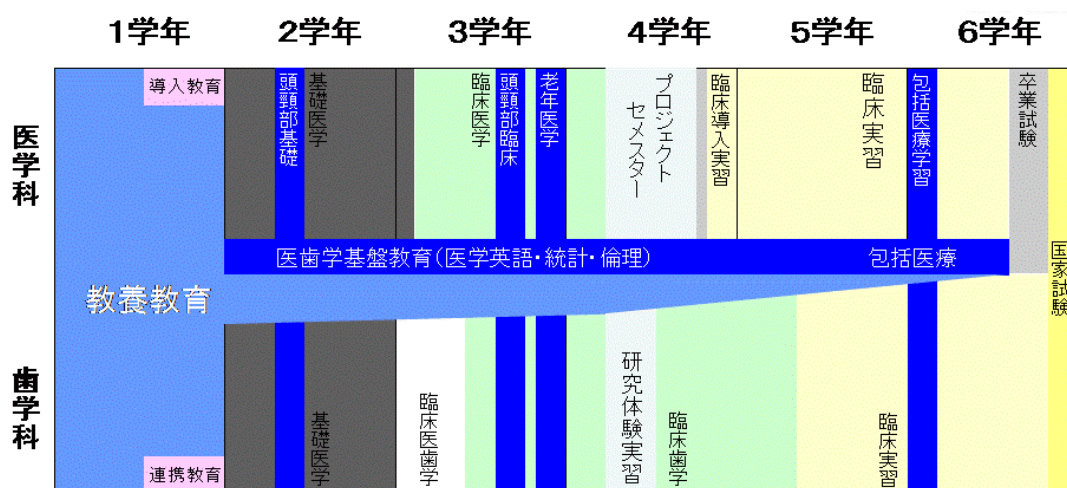 1学年
2学年
3学年
4学年
5学年
6学年
医学科
導入教育
頭頸部基礎
基礎医学
臨床医学
頭頸部臨床
老年医学
プロジェクト
セメスター
臨床導入実習
臨床実習
包括医療学習
卒業試験
医歯学基盤教育(医学英語・統計・倫理)
包括医療
国家試験
教養教育
歯学科
連携教育
基礎医学
臨床医歯学
研究体験実習
臨床歯学
臨床実習